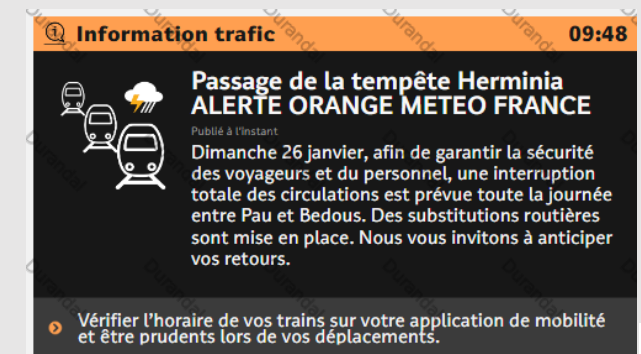 Information trafic 09:48
Passage de la tempête Herminia
ALERTE ORANGE METEO FRANCE
Publié à l'instant
Dimanche 26 janvier, afin de garantir la sécurité
des voyageurs et du personnel, une interruption
totale des circulations est prévue toute la journée
entre Pau et Bedous. Des substitutions routières
sont mise en place. Nous vous invitons à anticiper
vos retours.
Vérifier l'horaire de vos trains sur votre application de mobilité
et être prudents lors de vos déplacements.
Durandal